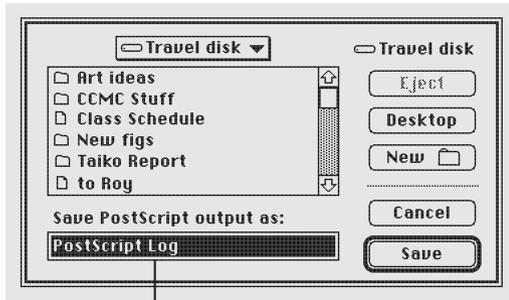 Travel disk
Art ideas
CCMC Stuff
Class Schedule
New figs
Taiko Report
to Roy
Save PostScript output as:
PostScript Log
Travel disk
Eject
Desktop
New
Cancel
Save